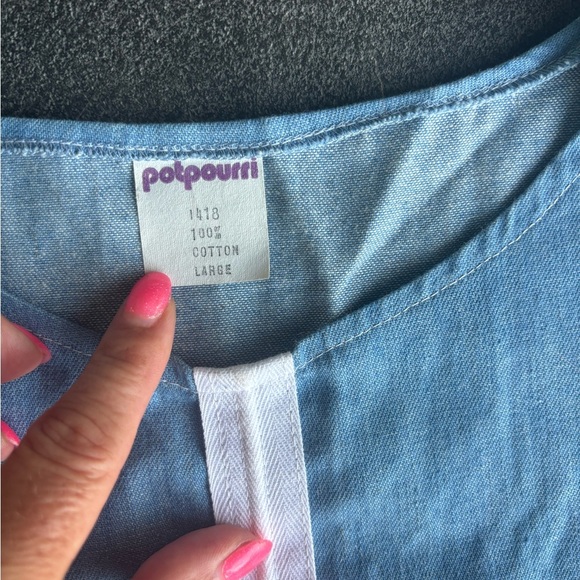 potpourri
1418
100%
COTTON
LARGE